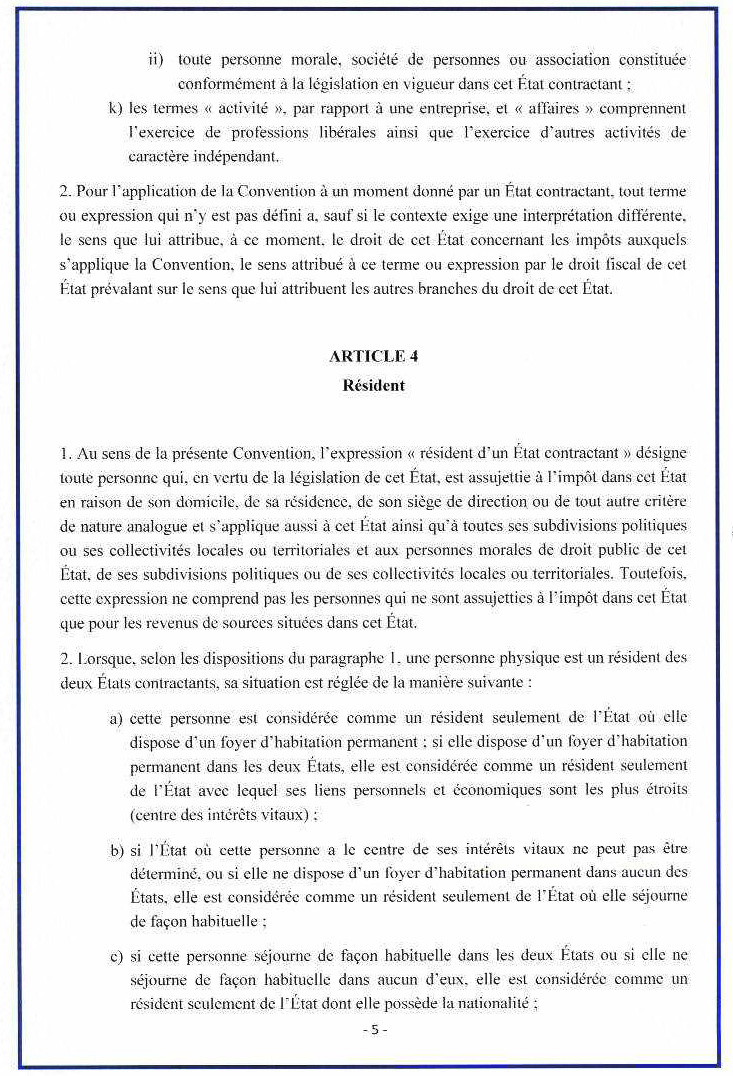 ii) toute personne morale, société de personnes ou association constituée
conformément à la législation en vigueur dans cet État contractant ;
k) les termes « activité », par rapport à une entreprise, et « affaires » comprennent
l'exercice de professions libérales ainsi que l'exercice d'autres activités de
caractère indépendant.
2. Pour l'application de la Convention à un moment donné par un État contractant, tout terme
ou expression qui n'y est pas défini a, sauf si le contexte exige une interprétation différente,
le sens que lui attribue, à ce moment, le droit de cet État concernant les impôts auxquels
s'applique la Convention, le sens attribué à ce terme ou expression par le droit fiscal de cet
État prévalant sur le sens que lui attribuent les autres branches du droit de cet État.
ARTICLE 4
Résident
1. Au sens de la présente Convention, l'expression « résident d'un État contractant » désigne
toute personne qui, en vertu de la législation de cet État, est assujettie à l'impôt dans cet État
en raison de son domicile, de sa résidence, de son siège de direction ou de tout autre critère
de nature analogue et s'applique aussi à cet État ainsi qu'à toutes ses subdivisions politiques
ou ses collectivités locales ou territoriales et aux personnes morales de droit public de cet
État, de ses subdivisions politiques ou de ses collectivités locales ou territoriales. Toutefois,
cette expression ne comprend pas les personnes qui ne sont assujetties à l'impôt dans cet État
que pour les revenus de sources situées dans cet État.
2. Lorsque, selon les dispositions du paragraphe 1, une personne physique est un résident des
deux États contractants, sa situation est réglée de la manière suivante :
a) cette personne est considérée comme un résident seulement de l'État où elle
dispose d'un foyer d'habitation permanent ; si elle dispose d'un foyer d'habitation
permanent dans les deux États, elle est considérée comme un résident seulement
de l'État avec lequel ses liens personnels et économiques sont les plus étroits
(centre des intérêts vitaux) ;
b) si l'État où cette personne a le centre de ses intérêts vitaux ne peut pas être
déterminé, ou si elle ne dispose d'un foyer d'habitation permanent dans aucun des
États, elle est considérée comme un résident seulement de l'État où elle séjourne
de façon habituelle ;
c) si cette personne séjourne de façon habituelle dans les deux États ou si elle ne
séjourne de façon habituelle dans aucun d'eux, elle est considérée comme un
résident seulement de l'État dont elle possède la nationalité ;
- 5 -